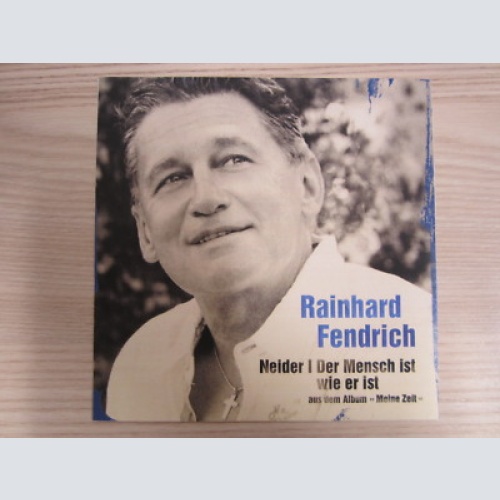 Rainhard
Fendrich
Neider | Der Mensch ist
wie er ist
aus dem Album » Meine Zeit «